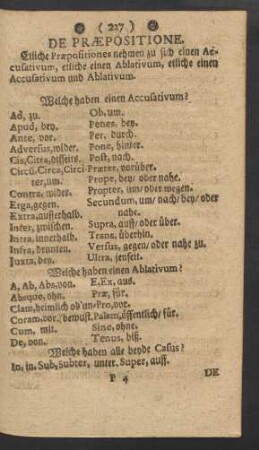 ( 227 )
DE PRÆPOSITIONE.
Etliche Præpositiones nehmen zu sich einen Ac-
cusativum, etliche einen Ablativum, etliche einen
Accusativum und Ablativum.
Welche haben einen Accusativum?
Ad, zu.
Apud, bey.
Ante, vor.
Adversus, wider.
Cis, Citra, disseits.
Circũ, Circa, Circi
ter, um.
Contra, wider.
Erga, gegen.
Extra, ausserhalb.
Inter, zwischen.
Intra, innerhalb.
Infra, drunten.
Juxta, bey.
Ob, um.
Penes, bey.
Per, durch.
Pone, hinter.
Post, nach.
Præter, vorüber.
Prope, bey/ oder nahe.
Propter, um/ oder wegen.
Secundum, um/ nach/ bey/ oder
nahe.
Supra, auff/ oder über.
Trans, überhin.
Versus, gegen/ oder nahe zu.
Ultra, jenseit.
Welche haben einen Ablativum?
A, Ab, Abs, von.
Absque, ohn.
Clam, heimlich
Coram, vor.
Cum, mit.
De, von.
E, Ex, aus.
Præ, für.
Pro, vor.
Palam, öffentlich/ für.
Sine, ohne.
Tenus, biß.
Welche haben alle beyde Casus?
In, in. Sub, Subter, unter. Super, auff.
P 4
DE